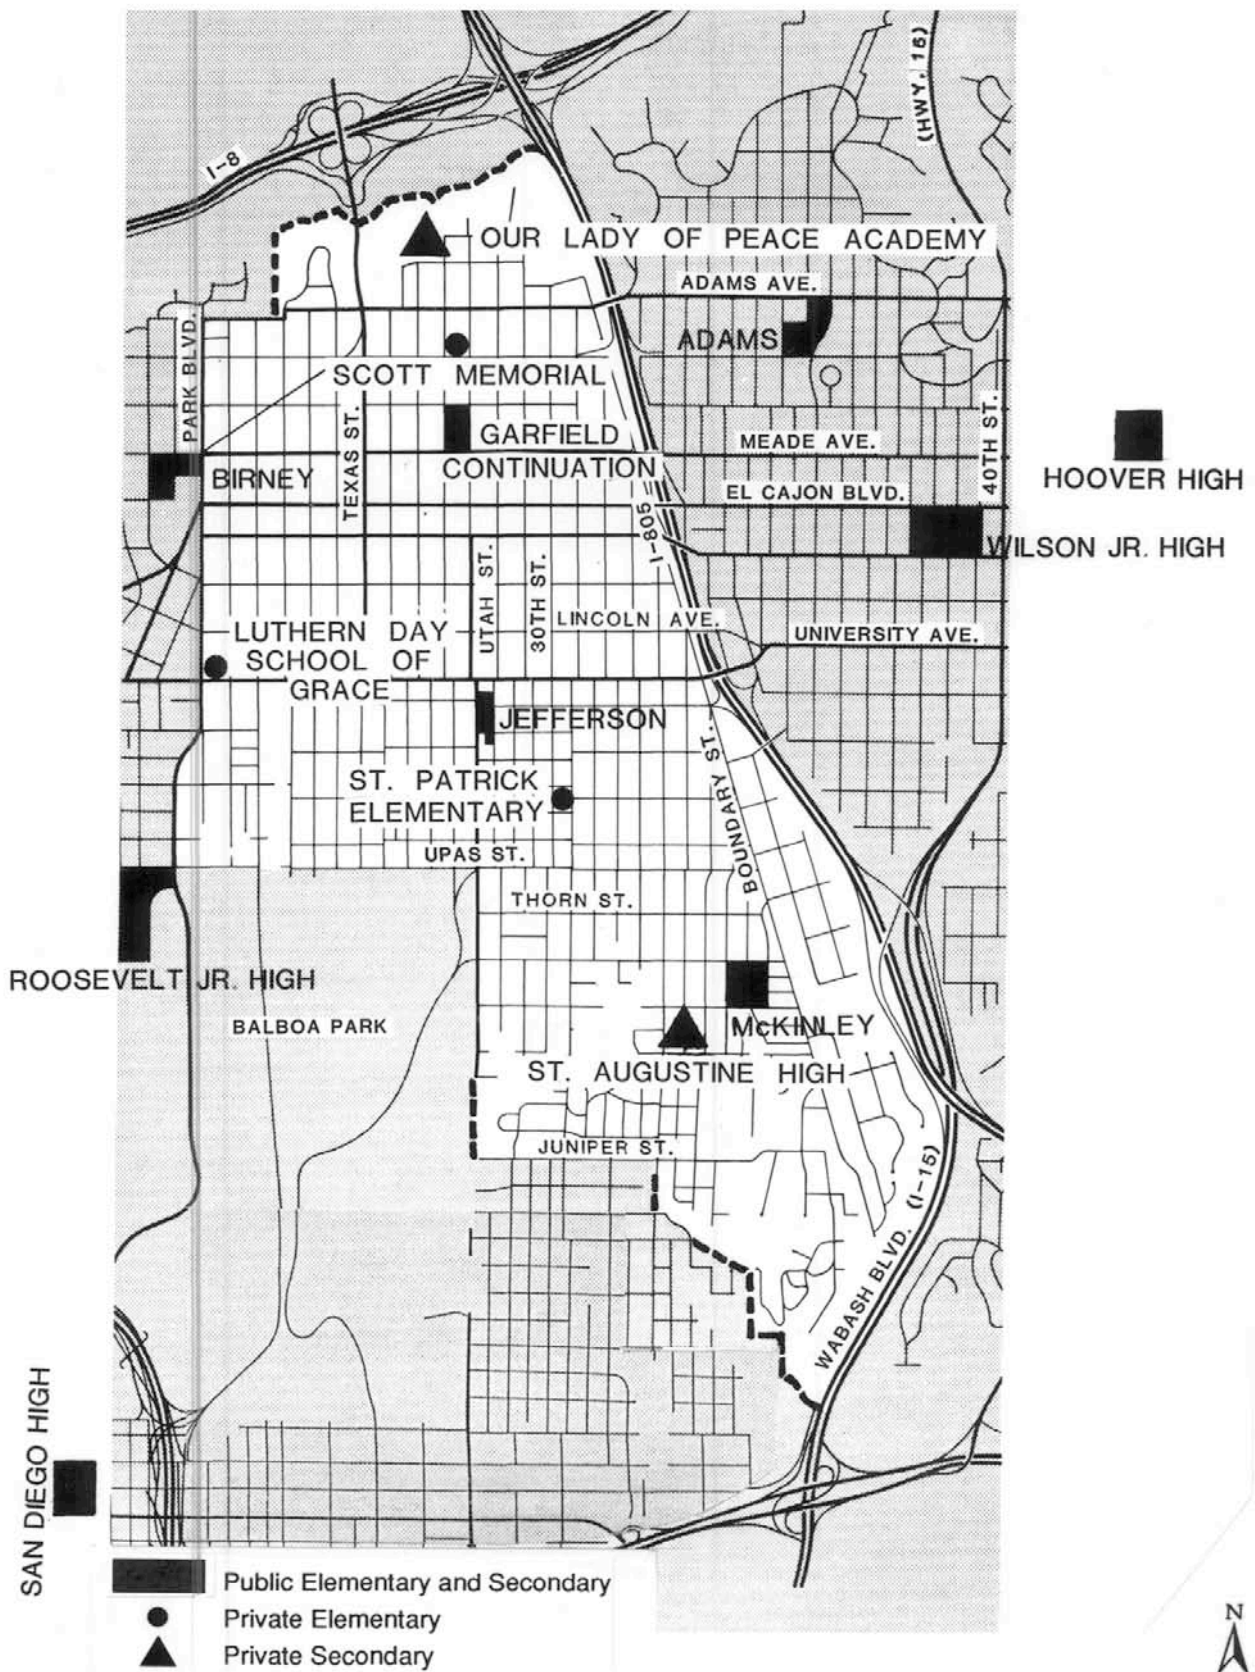 (HWY. 15)
I-8
OUR LADY OF PEACE ACADEMY
ADAMS AVE.
PARK BLVD.
ADAMS
SCOTT MEMORIAL
TEXAS ST.
40TH ST.
GARFIELD
CONTINUATION
MEADE AVE.
BIRNEY
HOOVER HIGH
EL CAJON BLVD.
I-805
WILSON JR. HIGH
UTAH ST.
30TH ST.
LINCOLN AVE.
UNIVERSITY AVE.
LUTHERN DAY
SCHOOL OF
GRACE
JEFFERSON
BOUNDARY ST.
ST. PATRICK
ELEMENTARY
UPAS ST.
THORN ST.
ROOSEVELT JR. HIGH
BALBOA PARK
McKINLEY
ST. AUGUSTINE HIGH
JUNIPER ST.
WABASH BLVD. (I-15)
SAN DIEGO HIGH
Public Elementary and Secondary
Private Elementary
Private Secondary
N